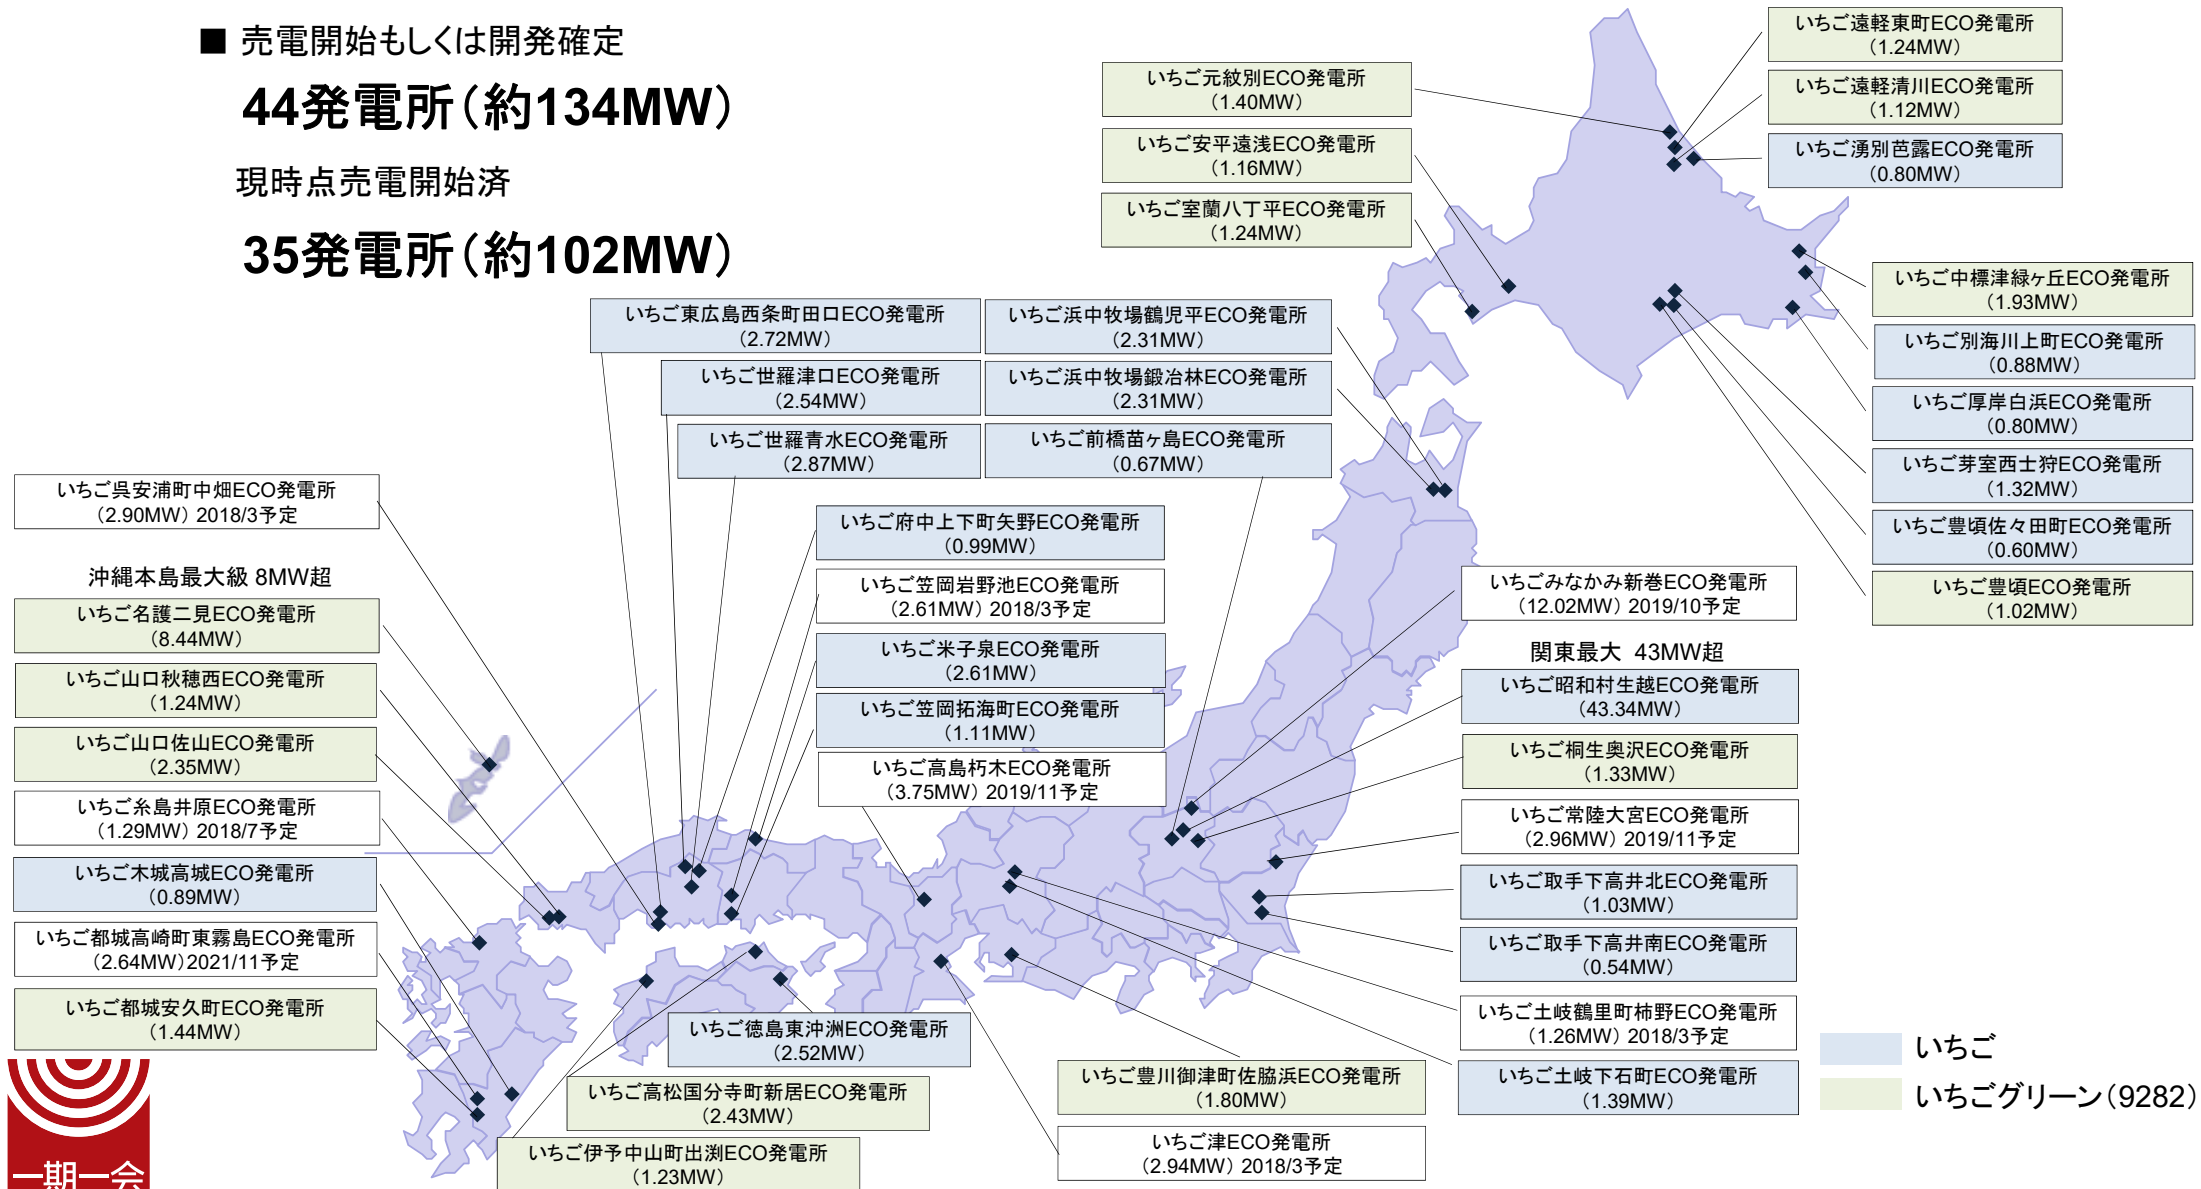 ■ 売電開始もしくは開発確定
44発電所（約134MW）
現時点売電開始済
35発電所（約102MW）
いちご遠軽東町ECO発電所
（1.24MW）
いちご元紋別ECO発電所
（1.40MW）
いちご遠軽清川ECO発電所
（1.12MW）
いちご安平遠浅ECO発電所
（1.16MW）
いちご湧別芭露ECO発電所
（0.80MW）
いちご室蘭八丁平ECO発電所
（1.24MW）
いちご中標津緑ヶ丘ECO発電所
（1.93MW）
いちご別海川上町ECO発電所
（0.88MW）
いちご厚岸白浜ECO発電所
（0.80MW）
いちご芽室西士狩ECO発電所
（1.32MW）
いちご豊頃佐々田町ECO発電所
（0.60MW）
いちご豊頃ECO発電所
（1.02MW）
いちご東広島西条町田口ECO発電所
（2.72MW）
いちご浜中牧場鶴児平ECO発電所
（2.31MW）
いちご世羅津口ECO発電所
（2.54MW）
いちご浜中牧場鍛冶林ECO発電所
（2.31MW）
いちご世羅青水ECO発電所
（2.87MW）
いちご前橋苗ヶ島ECO発電所
（0.67MW）
いちご呉安浦町中畑ECO発電所
（2.90MW） 2018/3予定
沖縄本島最大級 8MW超
いちご名護二見ECO発電所
（8.44MW）
いちご山口秋穂西ECO発電所
（1.24MW）
いちご山口佐山ECO発電所
（2.35MW）
いちご糸島井原ECO発電所
（1.29MW） 2018/7予定
いちご木城高城ECO発電所
（0.89MW）
いちご都城高崎町東霧島ECO発電所
（2.64MW）2021/11予定
いちご都城安久町ECO発電所
（1.44MW）
いちご府中上下町矢野ECO発電所
（0.99MW）
いちご笠岡岩野池ECO発電所
（2.61MW） 2018/3予定
いちご米子泉ECO発電所
（2.61MW）
いちご笠岡拓海町ECO発電所
（1.11MW）
いちご高島朽木ECO発電所
（3.75MW） 2019/11予定
いちごみなかみ新巻ECO発電所
（12.02MW） 2019/10予定
関東最大 43MW超
いちご昭和村生越ECO発電所
（43.34MW）
いちご桐生奥沢ECO発電所
（1.33MW）
いちご常陸大宮ECO発電所
（2.96MW） 2019/11予定
いちご取手下高井北ECO発電所
（1.03MW）
いちご取手下高井南ECO発電所
（0.54MW）
いちご土岐鶴里町柿野ECO発電所
（1.26MW） 2018/3予定
いちご土岐下石町ECO発電所
（1.39MW）
いちご徳島東沖洲ECO発電所
（2.52MW）
いちご高松国分寺町新居ECO発電所
（2.43MW）
いちご伊予中山町出渕ECO発電所
（1.23MW）
いちご豊川御津町佐脇浜ECO発電所
（1.80MW）
いちご津ECO発電所
（2.94MW） 2018/3予定
いちご
いちごグリーン（9282）
一期一会